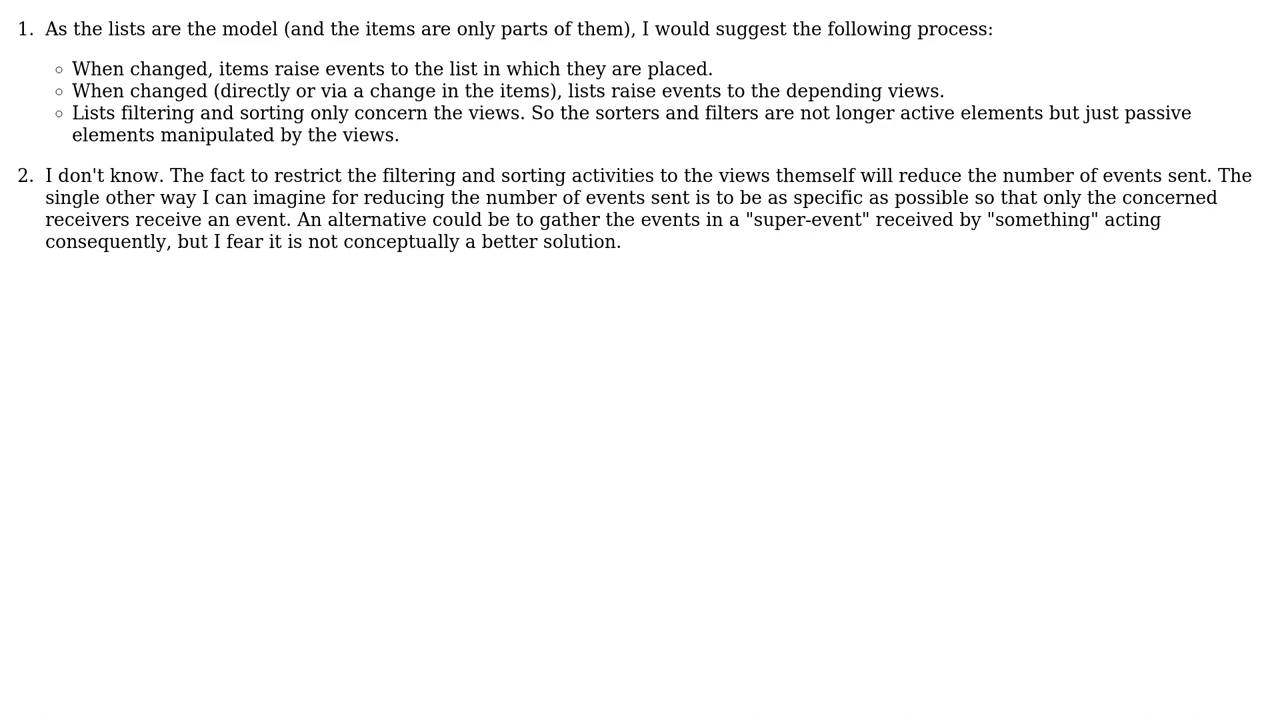 1. As the lists are the model (and the items are only parts of them), I would suggest the following process:
◦ When changed, items raise events to the list in which they are placed.
◦ When changed (directly or via a change in the items), lists raise events to the depending views.
◦ Lists filtering and sorting only concern the views. So the sorters and filters are not longer active elements but just passive
elements manipulated by the views.
2. I don't know. The fact to restrict the filtering and sorting activities to the views themself will reduce the number of events sent. The
single other way I can imagine for reducing the number of events sent is to be as specific as possible so that only the concerned
receivers receive an event. An alternative could be to gather the events in a "super-event" received by "something" acting
consequently, but I fear it is not conceptually a better solution.